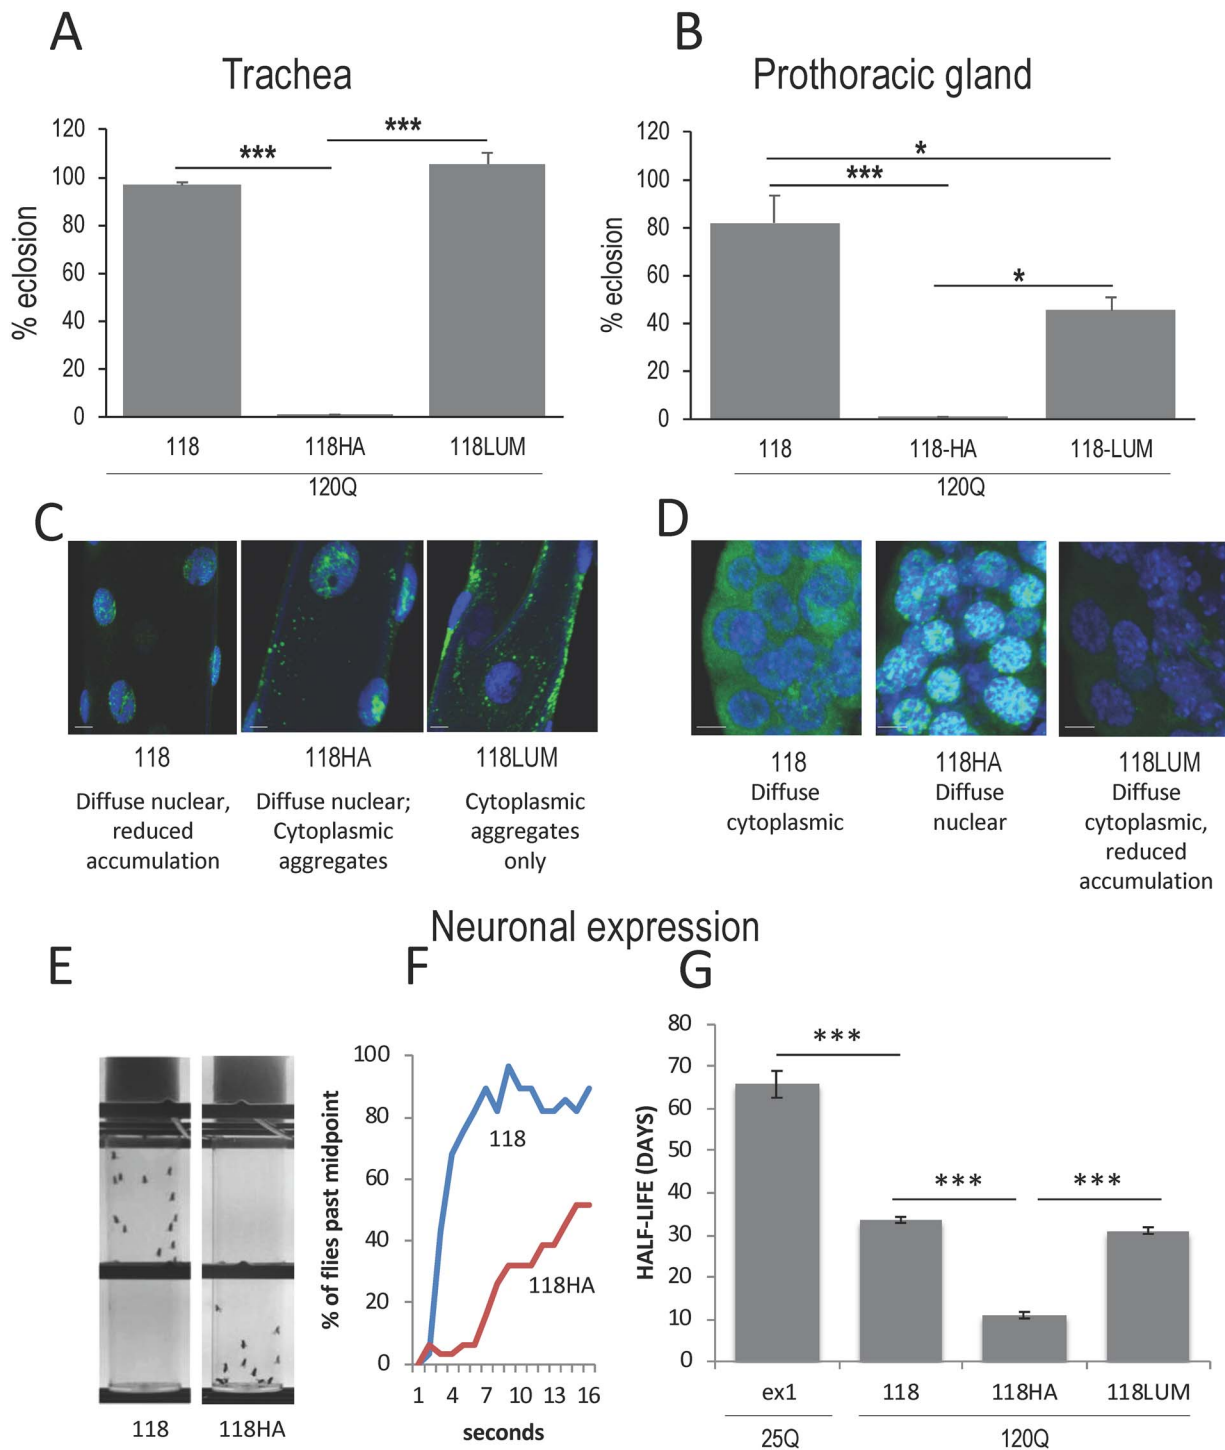 A
Trachea
120
100
80
60
40
20
0
% eclosion
***
***
118
118HA
118LUM
120Q
B
Prothoracic gland
120
100
80
60
40
20
0
% eclosion
*
***
*
118
118-HA
118-LUM
120Q
C
118
Diffuse nuclear,
reduced
accumulation
118HA
Diffuse nuclear;
Cytoplasmic
aggregates
118LUM
Cytoplasmic
aggregates
only
D
118
Diffuse
cytoplasmic
118HA
Diffuse
nuclear
118LUM
Diffuse
cytoplasmic,
reduced
accumulation
Neuronal expression
E
118
118HA
F
% of flies past midpoint
100
80
60
40
20
0
118
118HA
1 4 7 10 13 16
seconds
G
HALF-LIFE (DAYS)
80
70
60
50
40
30
20
10
0
***
***
***
ex1
118
118HA
118LUM
25Q
120Q